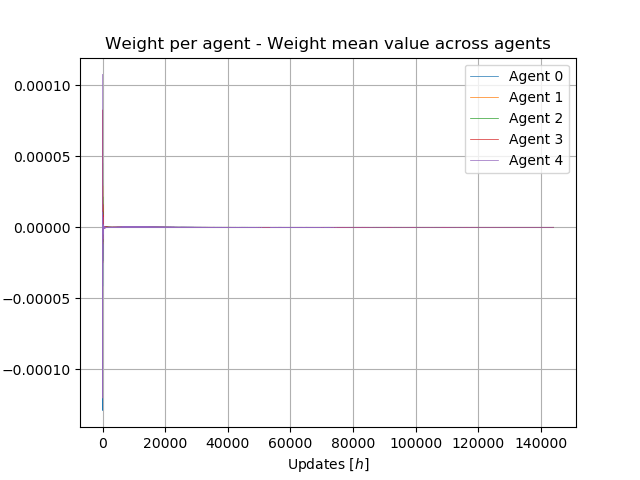 Weight per agent - Weight mean value across agents
Agent 0
Agent 1
Agent 2
Agent 3
Agent 4
0.00010
0.00005
0.00000
−0.00005
−0.00010
0 20000 40000 60000 80000 100000 120000 140000
Updates [h]